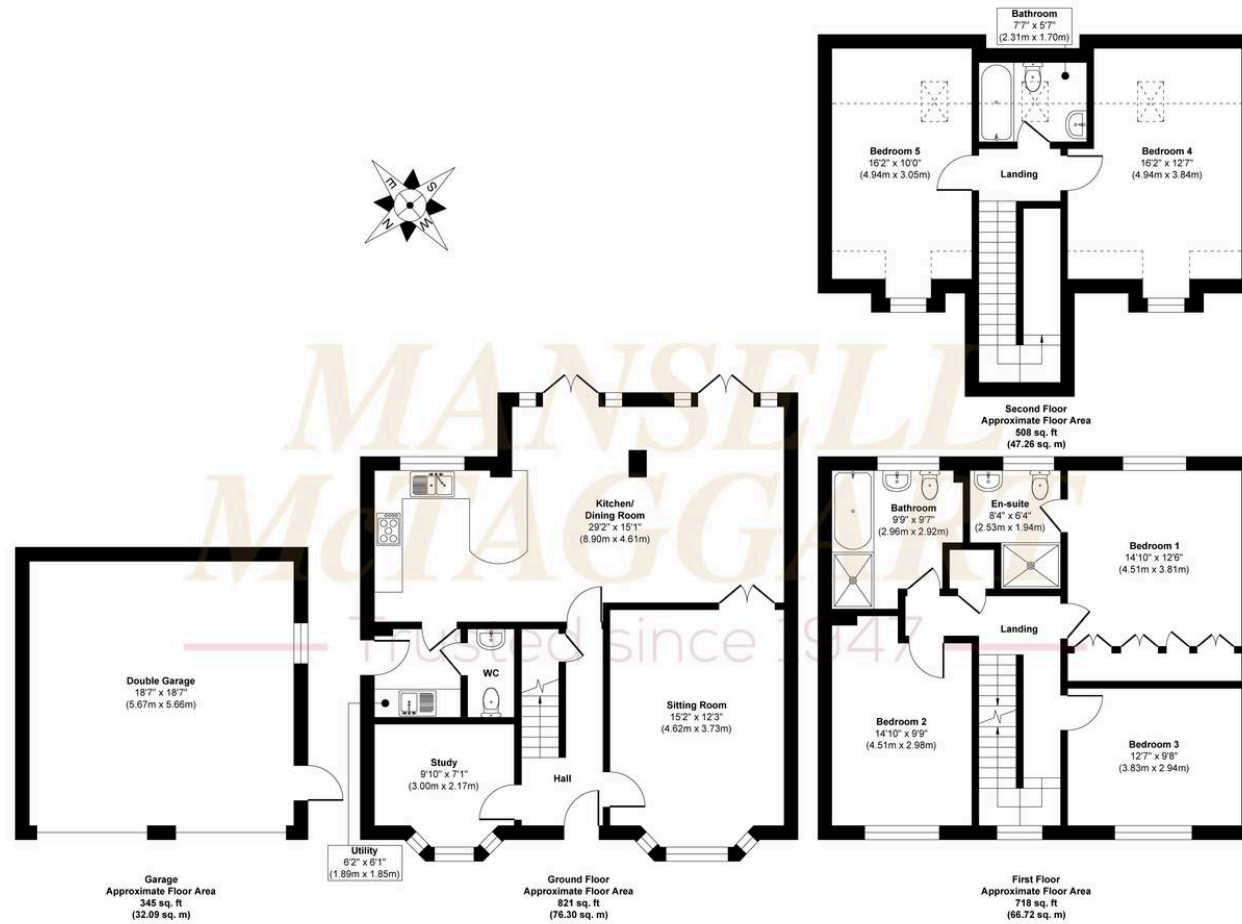 Bathroom
7'7" x 5'7"
(2.31m x 1.70m)
Bedroom 5
16'2" x 10'0"
(4.94m x 3.05m)
Landing
Bedroom 4
16'2" x 12'7"
(4.94m x 3.84m)
Second Floor
Approximate Floor Area
508 sq. ft
(47.26 sq. m)
E
S
N
W
MANSELL
McTAGGART
Trusted since 1947
Kitchen/
Dining Room
29'2" x 15'1"
(8.90m x 4.61m)
WC
Sitting Room
15'2" x 12'3"
(4.62m x 3.73m)
Study
9'10" x 7'1"
(3.00m x 2.17m)
Hall
Utility
6'2" x 6'1"
(1.89m x 1.85m)
Ground Floor
Approximate Floor Area
821 sq. ft
(76.30 sq. m)
Double Garage
18'7" x 18'7"
(5.67m x 5.66m)
Garage
Approximate Floor Area
345 sq. ft
(32.09 sq. m)
Bathroom
9'9" x 9'7"
(2.96m x 2.92m)
En-suite
8'4" x 6'4"
(2.53m x 1.94m)
Bedroom 1
14'10" x 12'6"
(4.51m x 3.81m)
Landing
Bedroom 2
14'10" x 9'9"
(4.51m x 2.98m)
Bedroom 3
12'7" x 9'8"
(3.83m x 2.94m)
First Floor
Approximate Floor Area
718 sq. ft
(66.72 sq. m)